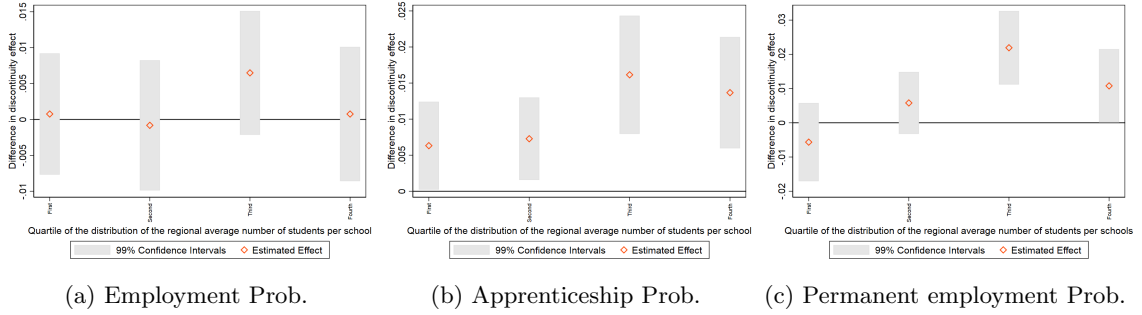 Difference in discontinuity effect
.015
.01
.005
0
-.005
-.01
First
Second
Third
Fourth
Quartile of the distribution of the regional average number of students per school
99% Confidence Intervals
Estimated Effect
(a) Employment Prob.
Difference in discontinuity effect
.025
.02
.015
.01
.005
0
First
Second
Third
Fourth
Quartile of the distribution of the regional average number of students per school
99% Confidence Intervals
Estimated Effect
(b) Apprenticeship Prob.
Difference in discontinuity effect
.03
.02
.01
0
-.01
-.02
First
Second
Third
Fourth
Quartile of the distribution of the regional average number of students per schools
99% Confidence Intervals
Estimated Effect
(c) Permanent employment Prob.